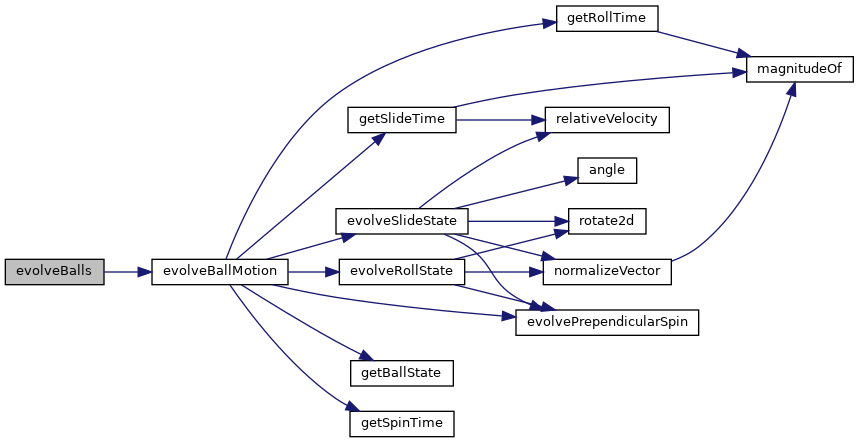 getRollTime
magnitudeOf
getSlideTime
relativeVelocity
angle
evolveSlideState
rotate2d
evolveBalls
evolveBallMotion
evolveRollState
normalizeVector
evolvePrependicularSpin
getBallState
getSpinTime